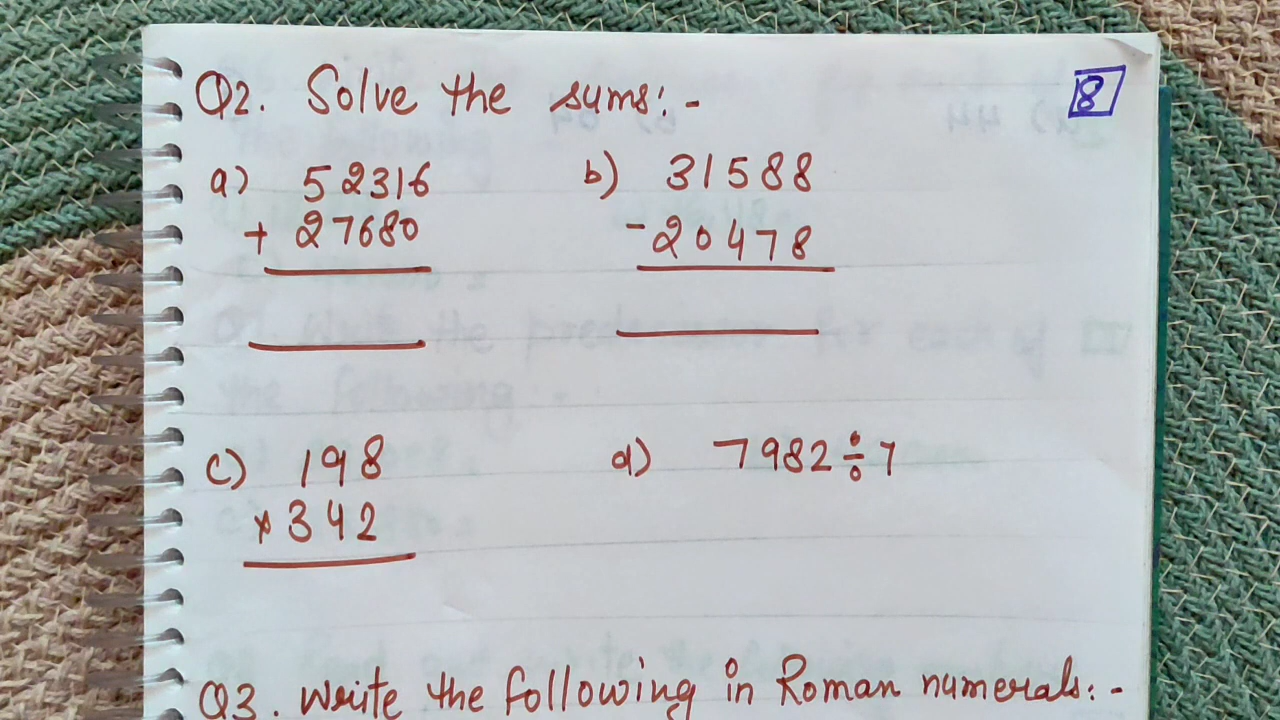 Q2. Solve the sums:-
8
a) 52316
+ 27680
b) 31588
- 20478
c) 198
× 342
d) 7982÷7
Q3. Write the following in Roman numerals:-